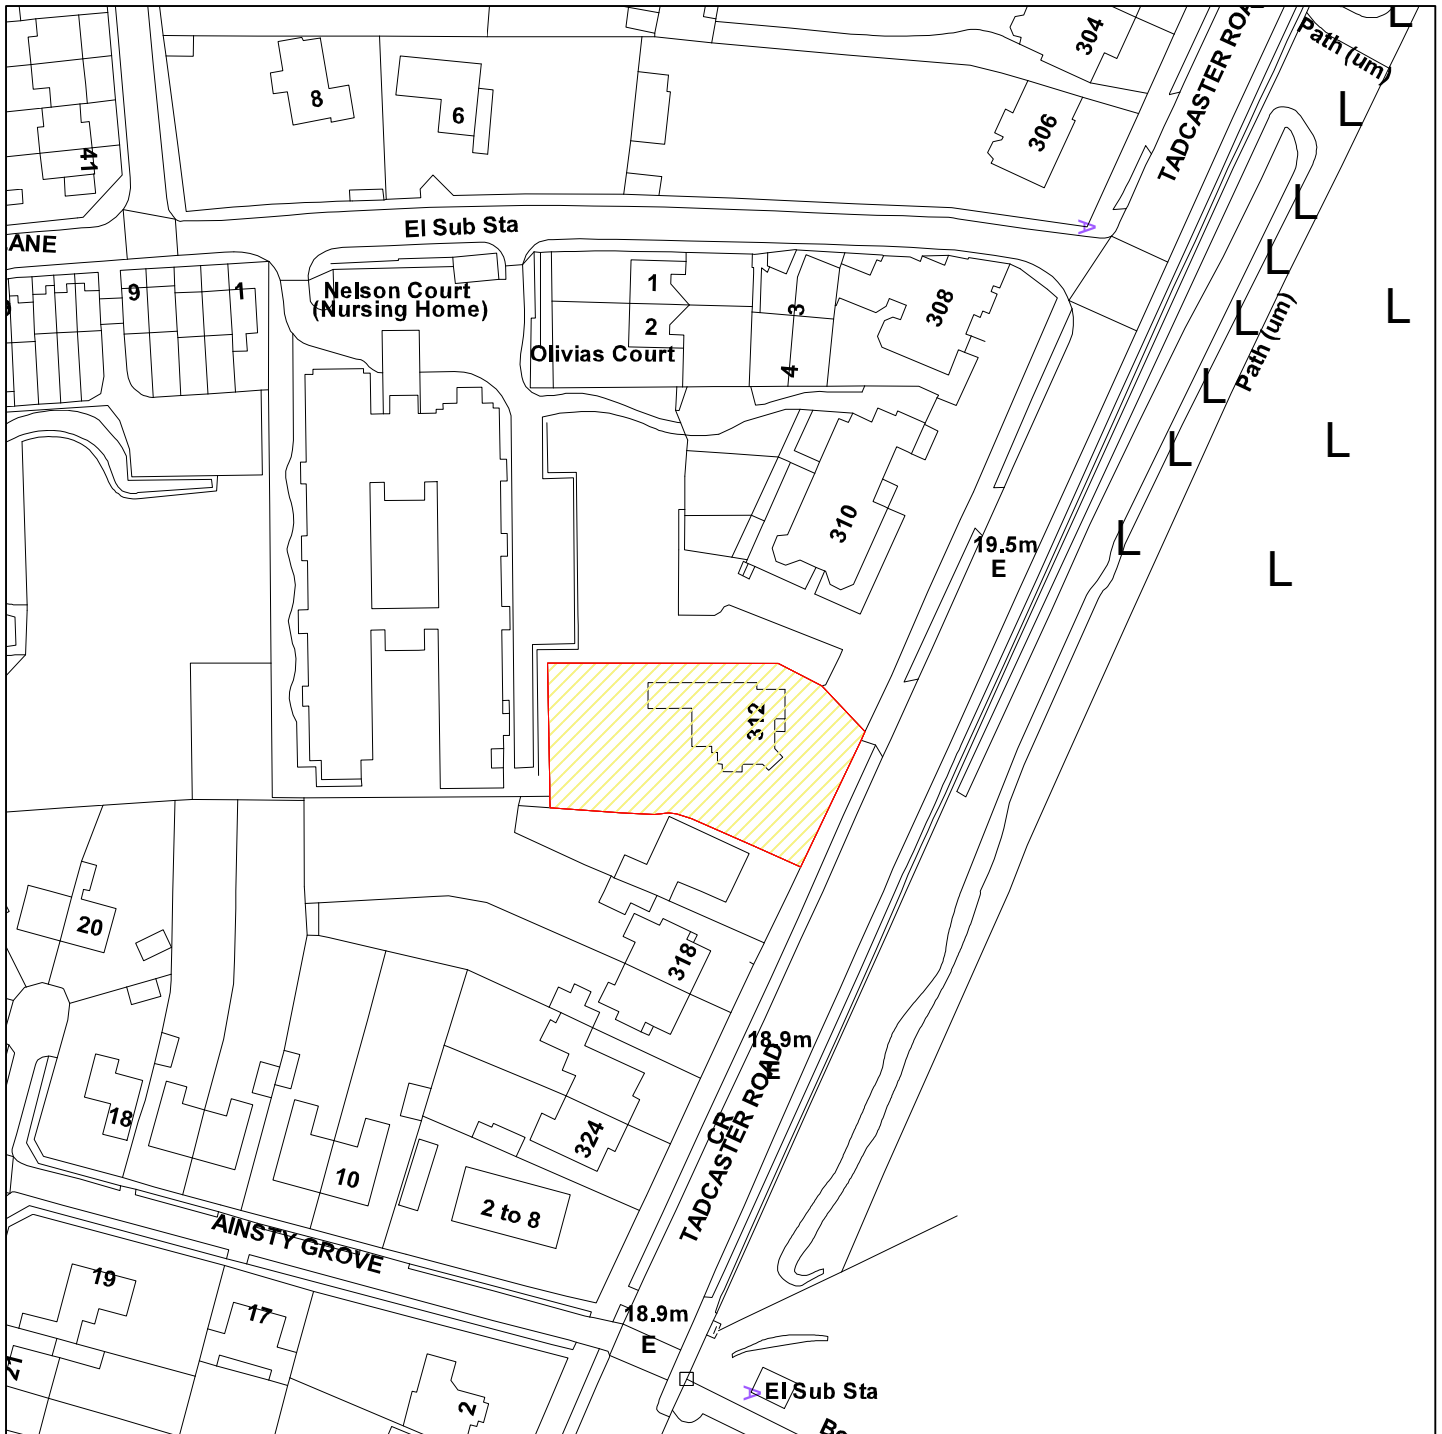 304
TADCASTER ROA
Path (um)
L
L
8
6
306
41
L
ANE
El Sub Sta
A
L
9
1
Nelson Court
(Nursing Home)
1
2
3
4
308
L
L
Olivias Court
Path (um)
L
L
L
310
19.5m
E
L
L
312
20
318
18.9m
E
TADCASTER ROAD
CR
18
10
324
2 to 8
AINSTY GROVE
19
17
18.9m
E
21
2
A
El Sub Sta